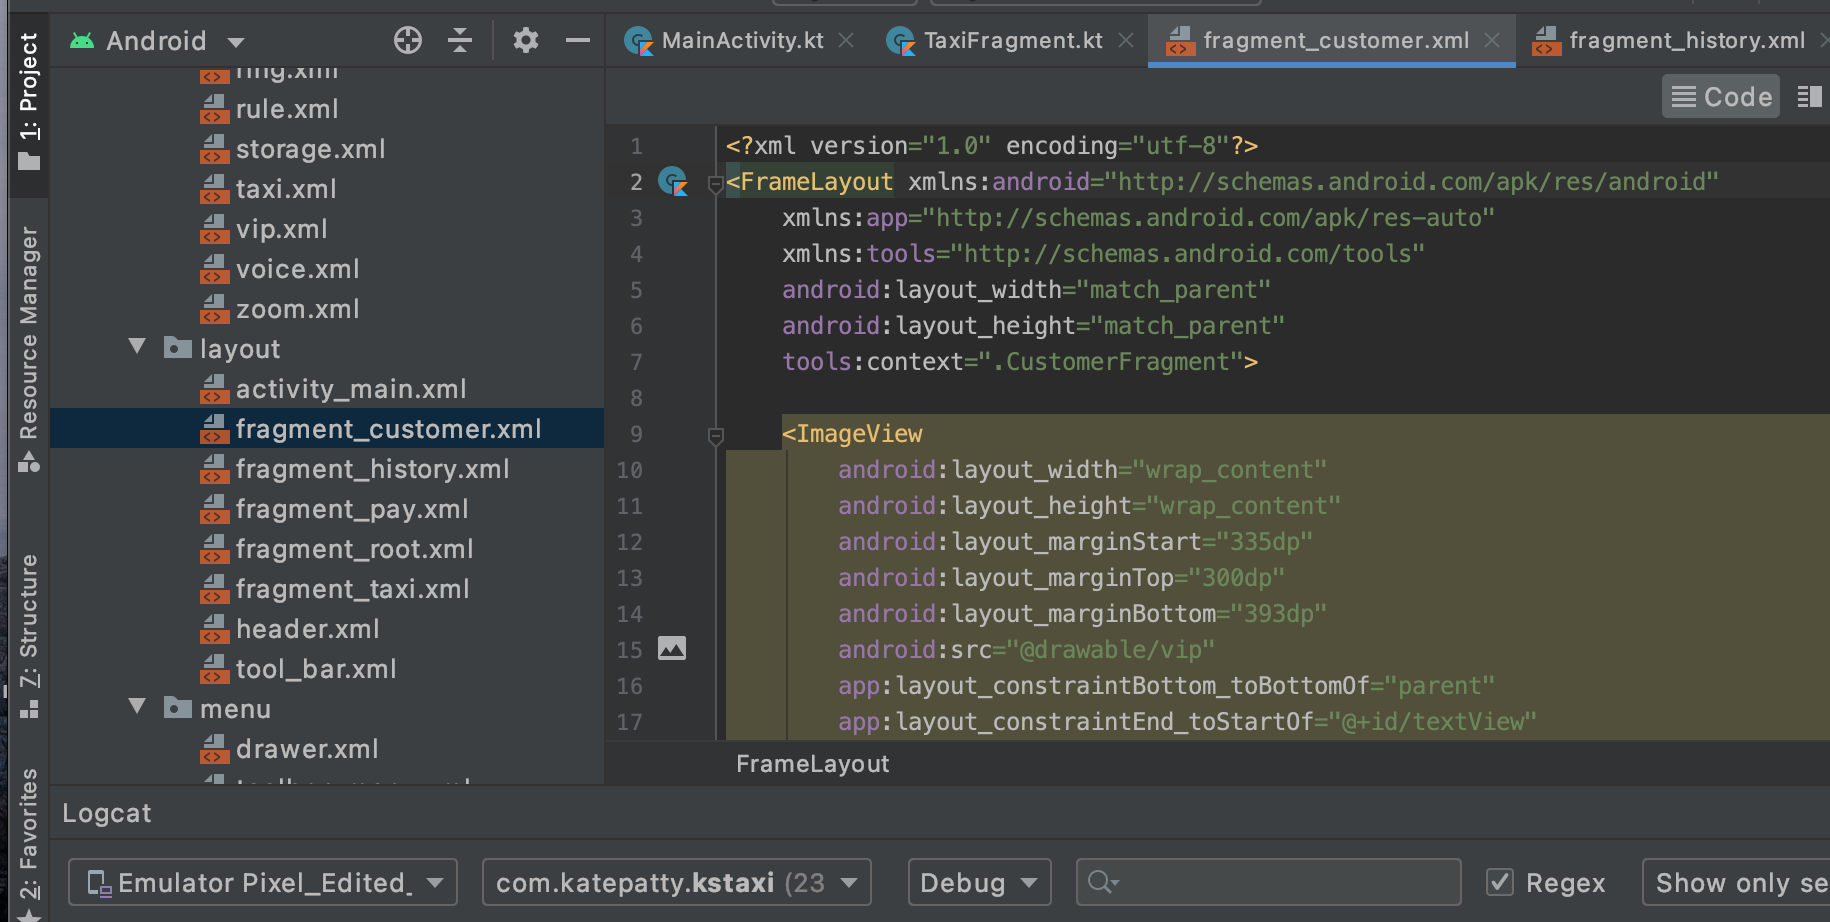 1: Project
Resource Manager
7: Structure
2: Favorites
Android
ring.xml
rule.xml
storage.xml
taxi.xml
vip.xml
voice.xml
zoom.xml
layout
activity_main.xml
fragment_customer.xml
fragment_history.xml
fragment_pay.xml
fragment_root.xml
fragment_taxi.xml
header.xml
tool_bar.xml
menu
drawer.xml
MainActivity.kt
TaxiFragment.kt
fragment_customer.xml
fragment_history.xml
Code
1 <?xml version="1.0" encoding="utf-8"?>
2 <FrameLayout xmlns:android="http://schemas.android.com/apk/res/android"
3 xmlns:app="http://schemas.android.com/apk/res-auto"
4 xmlns:tools="http://schemas.android.com/tools"
5 android:layout_width="match_parent"
6 android:layout_height="match_parent"
7 tools:context=".CustomerFragment">
8
9 <ImageView
10 android:layout_width="wrap_content"
11 android:layout_height="wrap_content"
12 android:layout_marginStart="335dp"
13 android:layout_marginTop="300dp"
14 android:layout_marginBottom="393dp"
15 android:src="@drawable/vip"
16 app:layout_constraintBottom_toBottomOf="parent"
17 app:layout_constraintEnd_toStartOf="@+id/textView"
FrameLayout
Logcat
Emulator Pixel_Edited_
com.katepatty.kstaxi (23
Debug
Regex
Show only se